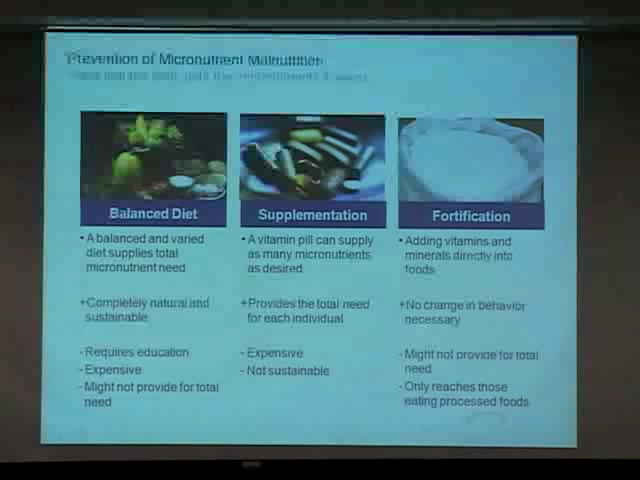 Prevention of Micronutrient Malnutrition
Balanced Diet
• A balanced and varied
diet supplies total
micronutrient need
+Completely natural and
sustainable
- Requires education
- Expensive
- Might not provide for total
need
Supplementation
• A vitamin pill can supply
as many micronutrients
as desired.
+Provides the total need
for each individual
- Expensive
- Not sustainable
Fortification
• Adding vitamins and
minerals directly into
foods
+No change in behavior
necessary
- Might not provide for total
need
- Only reaches those
eating processed foods